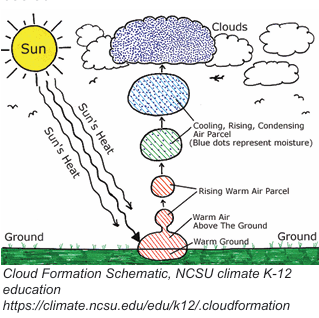 Clouds
Sun
Cooling, Rising, Condensing
Air Parcel
(Blue dots represent moisture)
Sun's Heat
Sun's Heat
Rising Warm Air Parcel
Warm Air
Above The Ground
Ground
Ground
Warm Ground
Cloud Formation Schematic, NCSU climate K-12
education
https://climate.ncsu.edu/edu/k12/.cloudformation